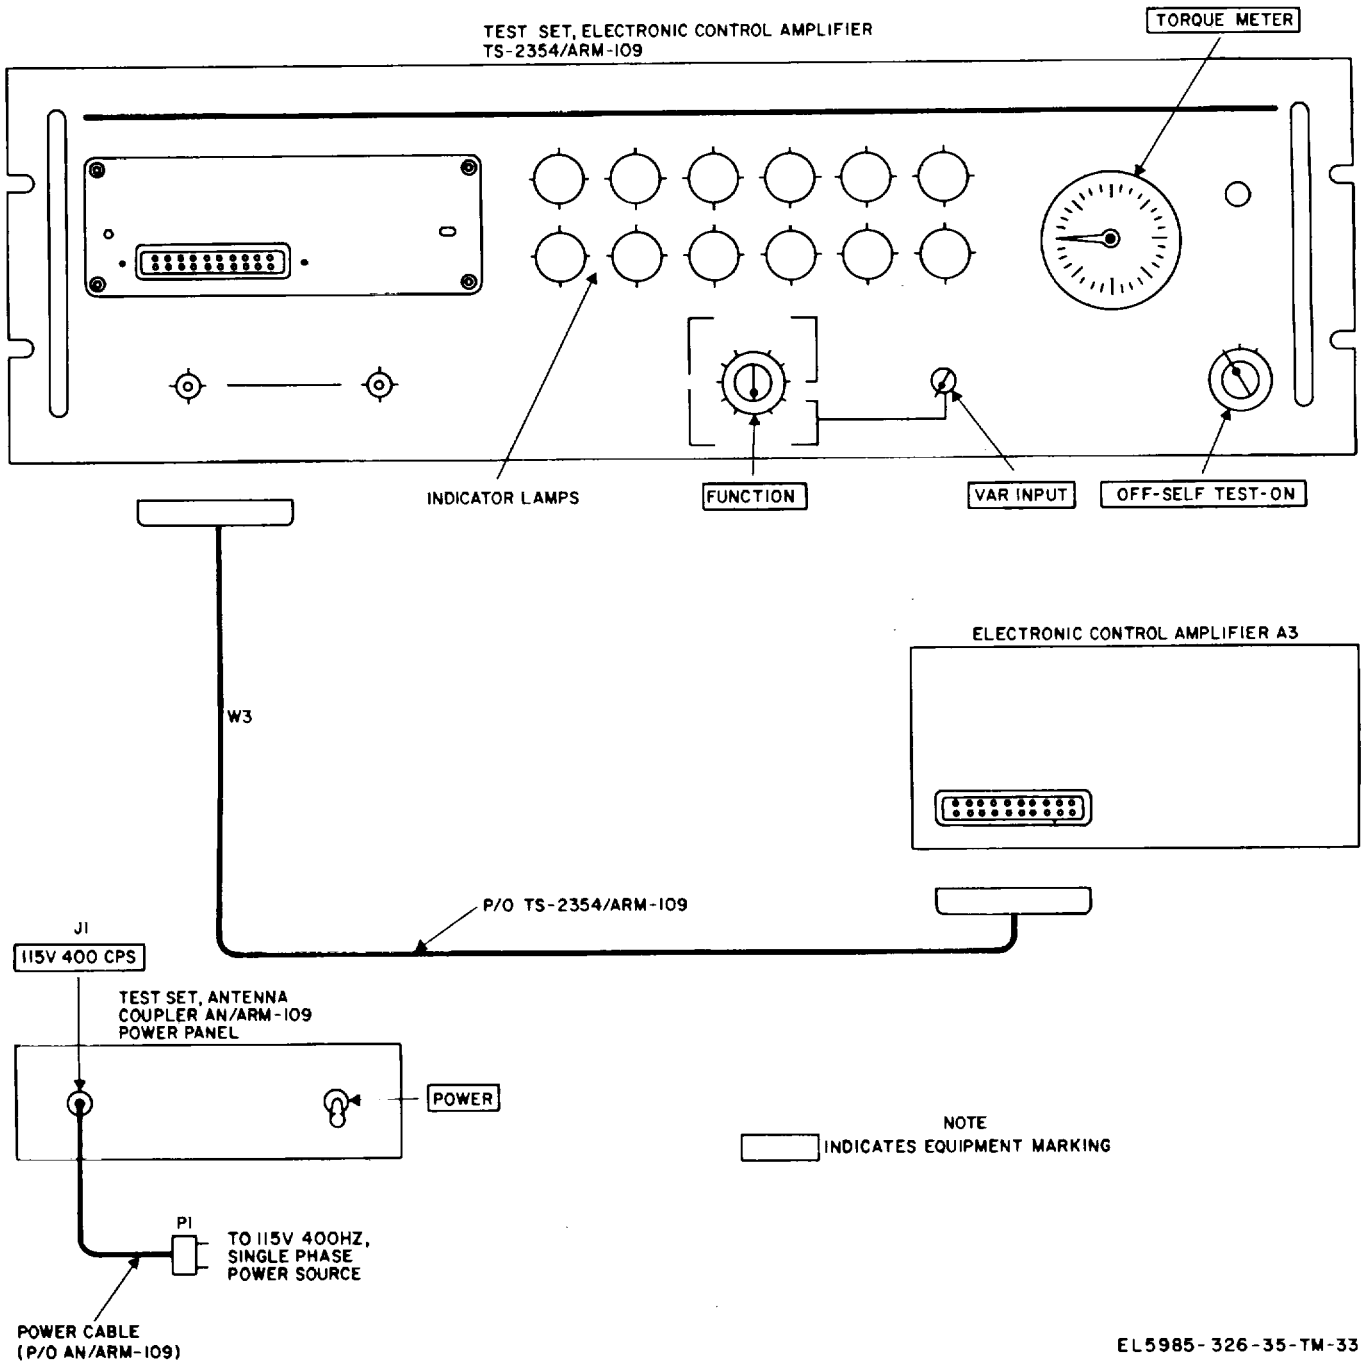 TEST SET, ELECTRONIC CONTROL AMPLIFIER
TS-2354/ARM-109
TORQUE METER
INDICATOR LAMPS
FUNCTION
VAR INPUT
OFF-SELF TEST-ON
ELECTRONIC CONTROL AMPLIFIER A3
W3
P/O TS-2354/ARM-109
J1
115V 400 CPS
TEST SET, ANTENNA
COUPLER AN/ARM-109
POWER PANEL
POWER
NOTE
INDICATES EQUIPMENT MARKING
P1
TO 115V 400HZ,
SINGLE PHASE
POWER SOURCE
POWER CABLE
(P/O AN/ARM-109)
EL5985-326-35-TM-33